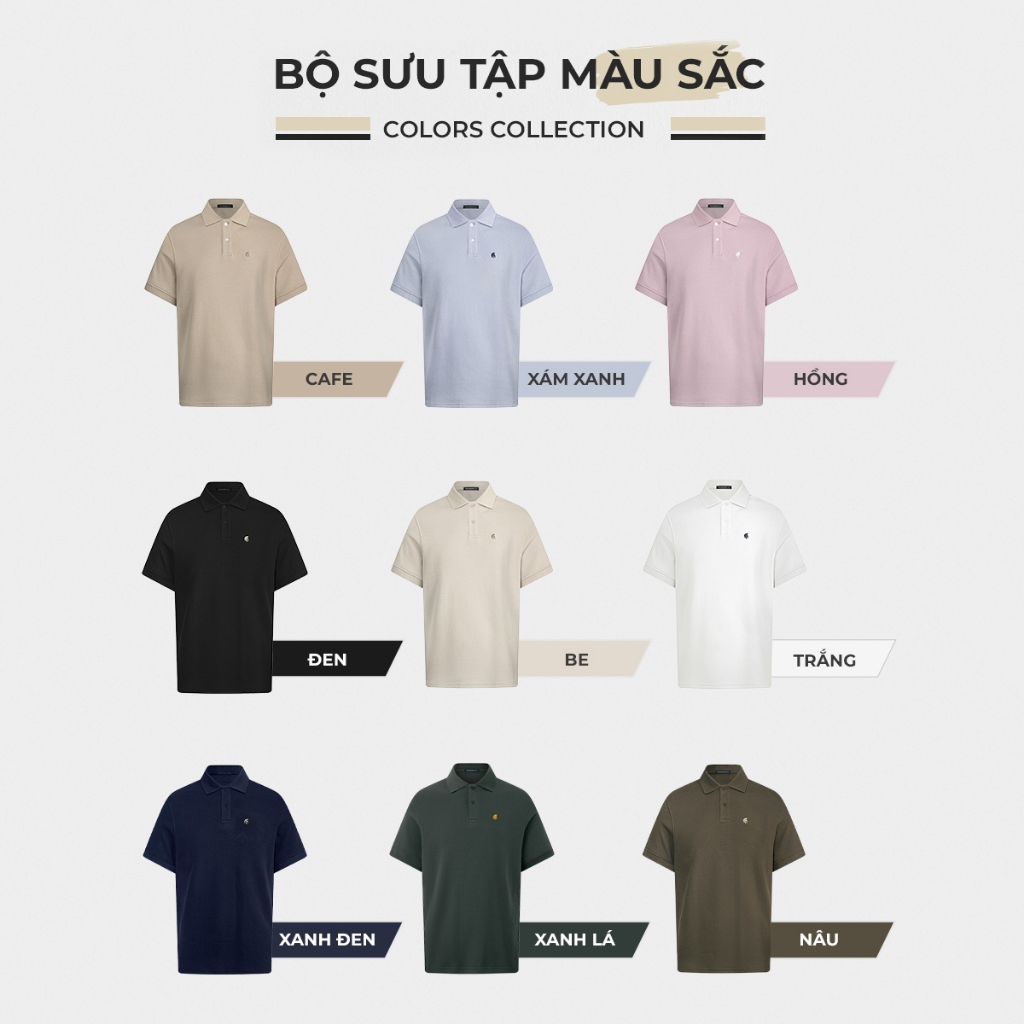 BỘ SƯU TẬP MÀU SẮC
COLORS COLLECTION
CAFE
XÁM XANH
HỒNG
ĐEN
BE
TRẮNG
XANH ĐEN
XANH LÁ
NÂU